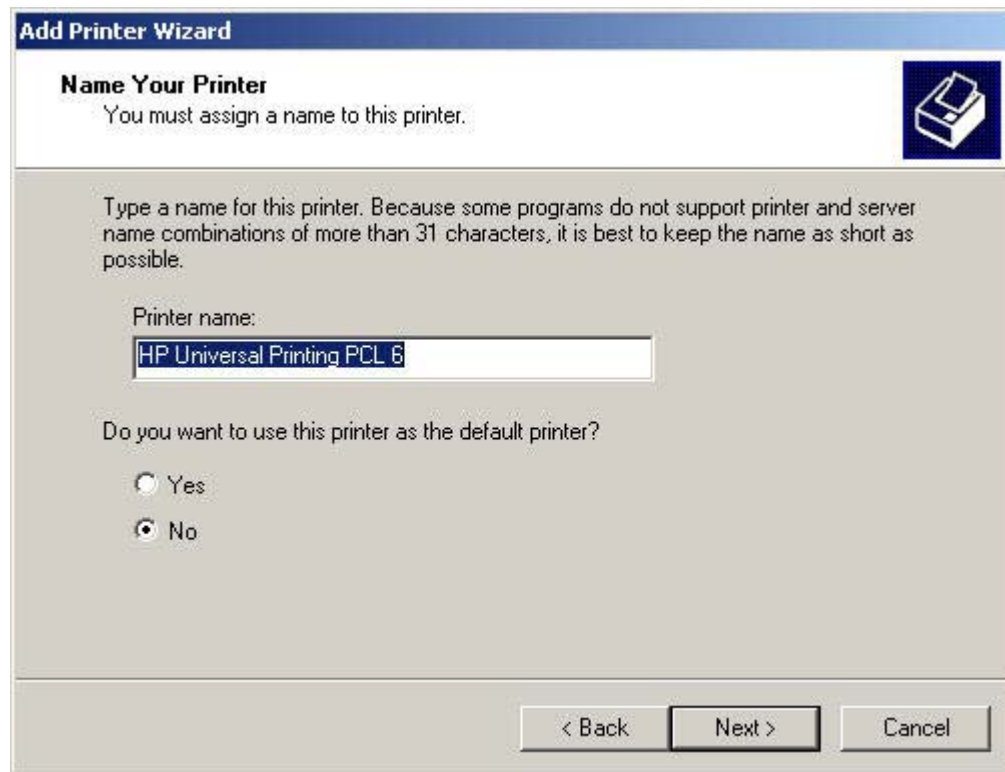 Add Printer Wizard
Name Your Printer
You must assign a name to this printer.
Type a name for this printer. Because some programs do not support printer and server
name combinations of more than 31 characters, it is best to keep the name as short as
possible.
Printer name:
HP Universal Printing PCL 6
Do you want to use this printer as the default printer?
Yes
No
< Back
Next >
Cancel